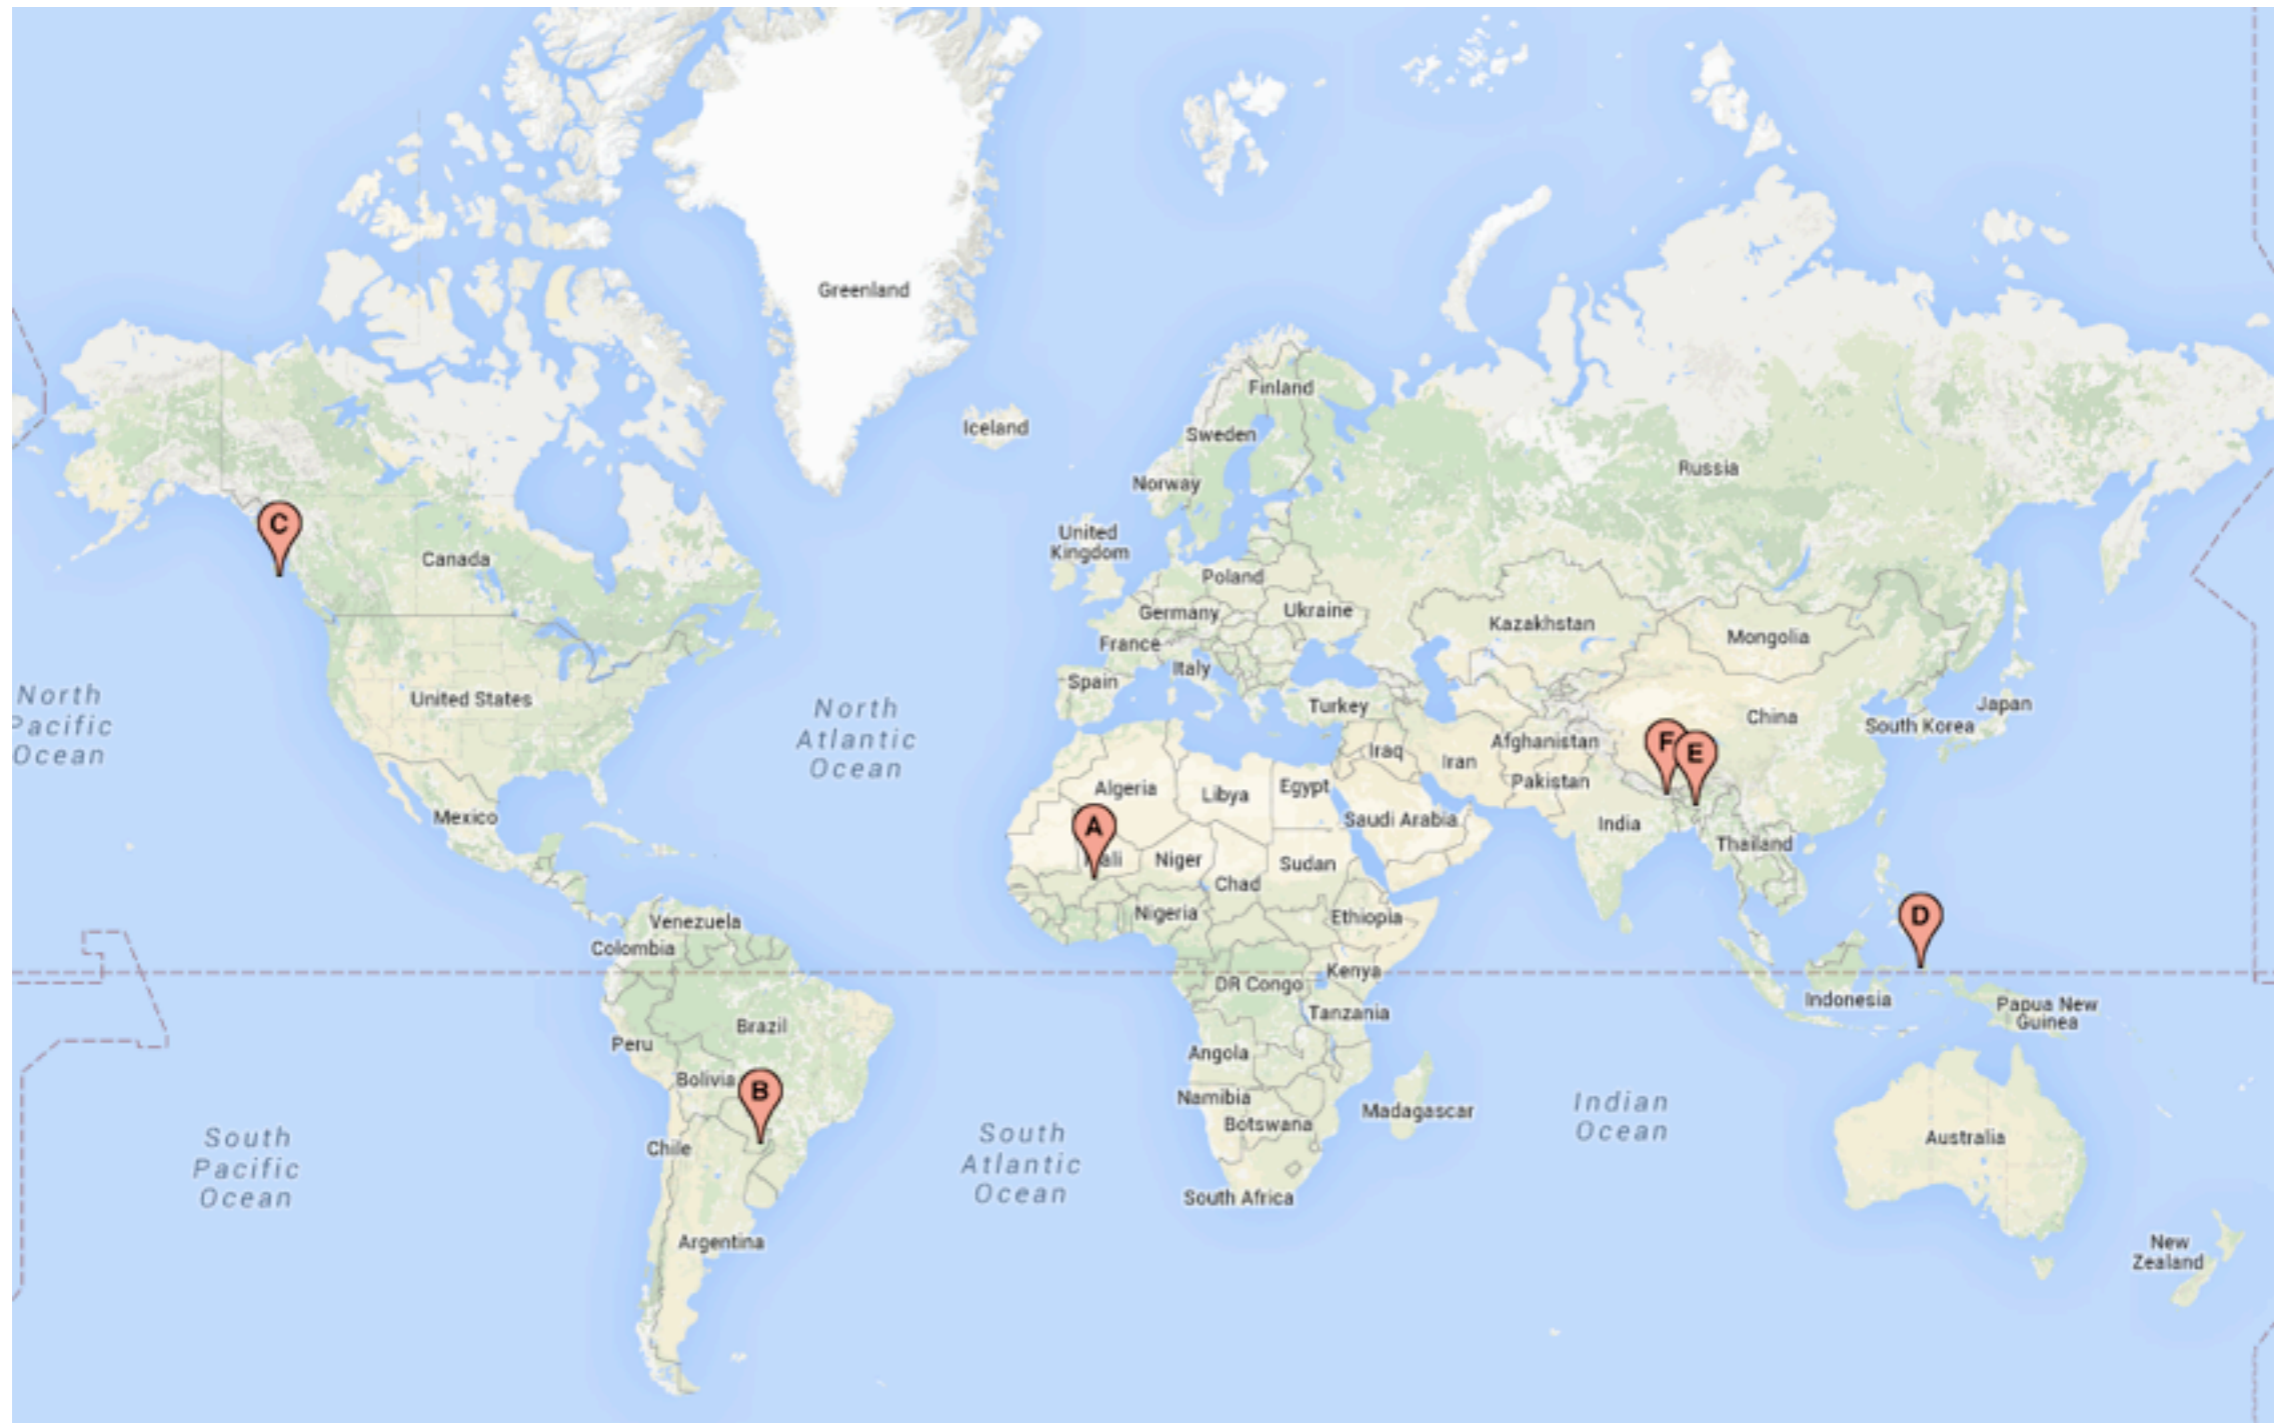 Greenland
Finland
Iceland
Sweden
Russia
Norway
C
United
Kingdom
Canada
Poland
Germany
Ukraine
Kazakhstan
France
Mongolia
Italy
Spain
United States
North
Pacific
Ocean
North
Atlantic
Ocean
Turkey
Japan
China
South Korea
F
E
Afghanistan
Iraq
Iran
Pakistan
Algeria
Libya
Egypt
Mexico
Saudi Arabia
India
A
Thailand
Niger
Sudan
Chad
Nigeria
Ethiopia
D
Venezuela
Colombia
Kenya
DR Congo
Indonesia
Papua New
Guinea
Tanzania
Brazil
Peru
Angola
Bolivia
B
Namibia
Madagascar
Botswana
Indian
Ocean
South
Pacific
Ocean
Chile
South
Atlantic
Ocean
Australia
South Africa
Argentina
New
Zealand